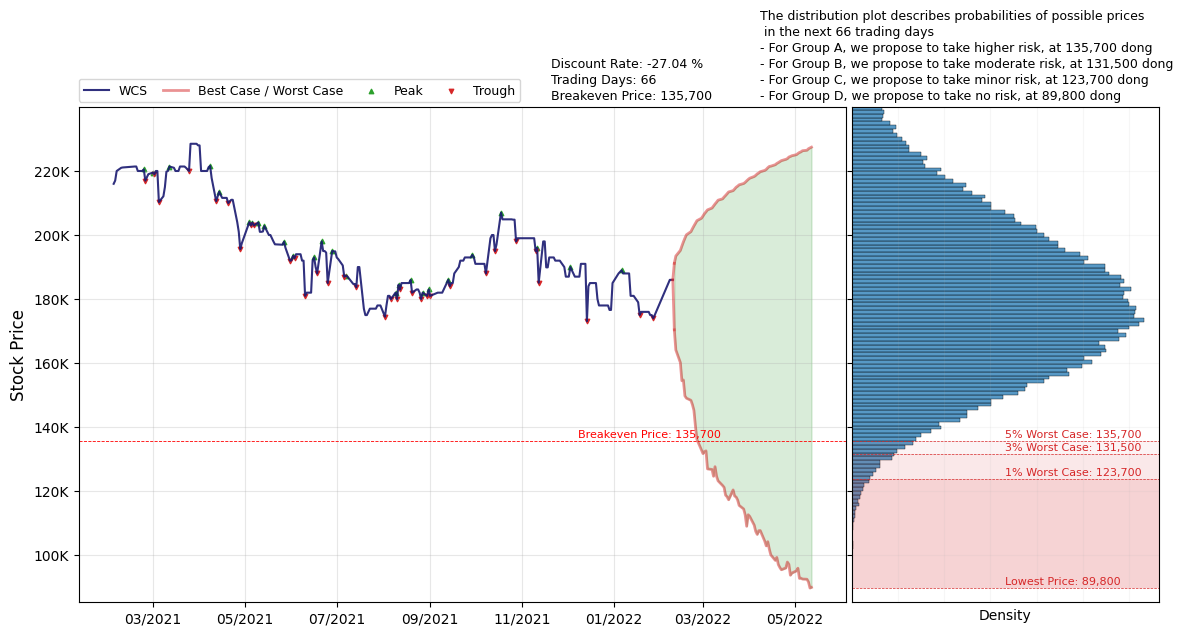 The distribution plot describes probabilities of possible prices
in the next 66 trading days
- For Group A, we propose to take higher risk, at 135,700 dong
- For Group B, we propose to take moderate risk, at 131,500 dong
- For Group C, we propose to take minor risk, at 123,700 dong
- For Group D, we propose to take no risk, at 89,800 dong
Discount Rate: -27.04 %
Trading Days: 66
Breakeven Price: 135,700
WCS
Best Case / Worst Case
Peak
Trough
Stock Price
220K
200K
180K
160K
140K
120K
100K
Breakeven Price: 135,700
5% Worst Case: 135,700
3% Worst Case: 131,500
1% Worst Case: 123,700
Lowest Price: 89,800
03/2021
05/2021
07/2021
09/2021
11/2021
01/2022
03/2022
05/2022
Density